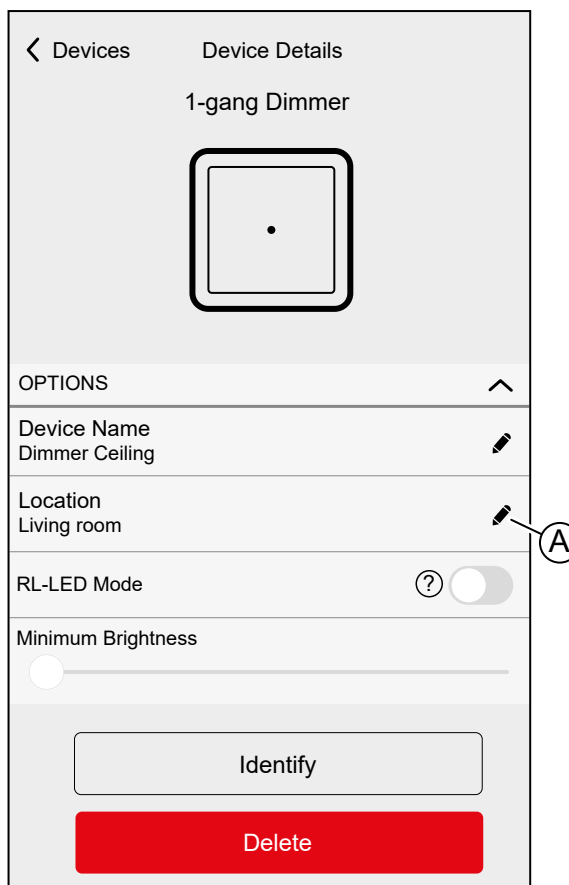 Devices
Device Details
1-gang Dimmer
OPTIONS
Device Name
Dimmer Ceiling
Location
Living room
A
RL-LED Mode
?
Minimum Brightness
Identify
Delete